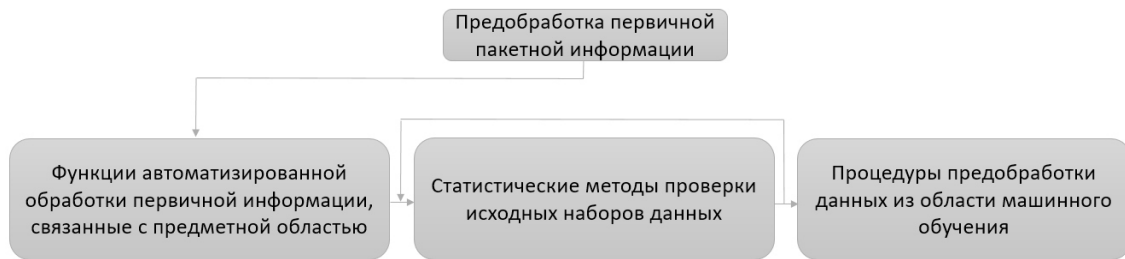 Предобработка первичной
пакетной информации
Функции автоматизированной
обработки первичной информации,
связанные с предметной областью
Статистические методы проверки
исходных наборов данных
Процедуры предобработки
данных из области машинного
обучения